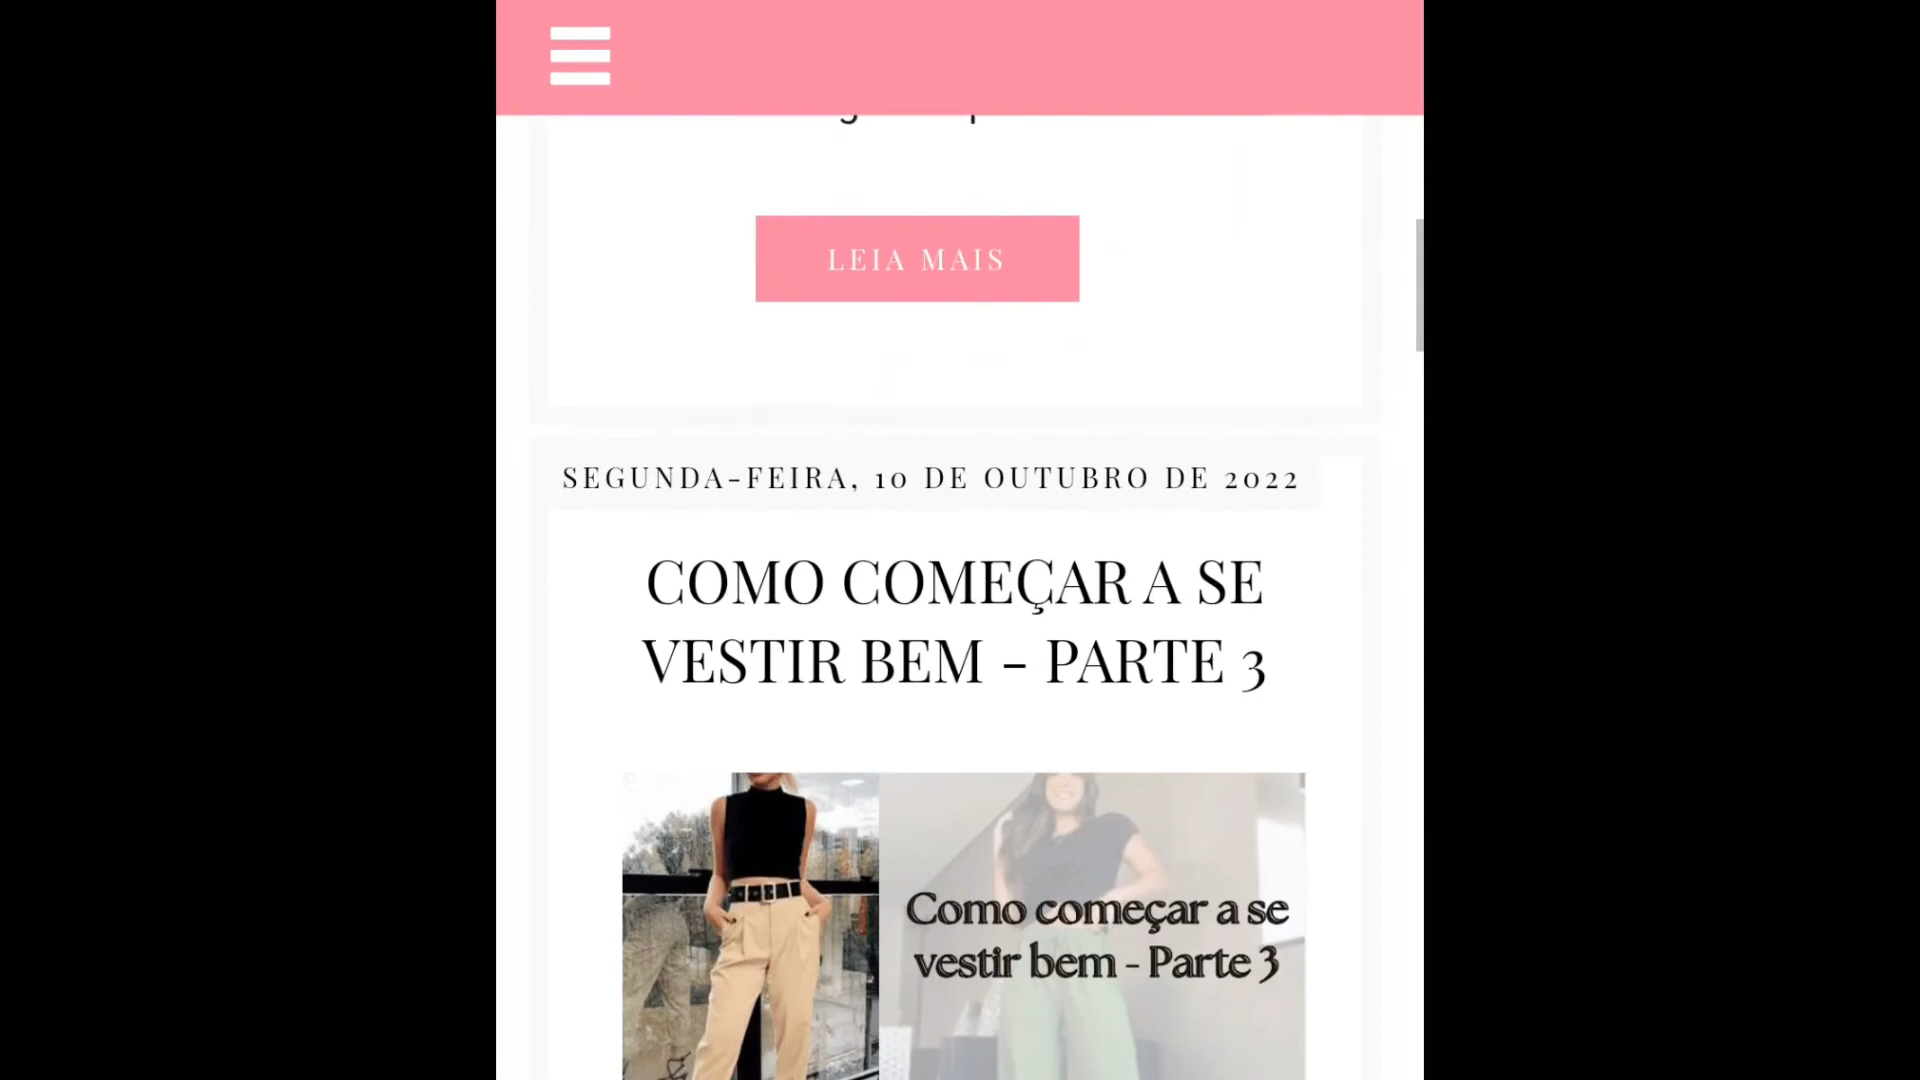 LEIA MAIS
SEGUNDA-FEIRA, 10 DE OUTUBRO DE 2022
COMO COMEÇAR A SE
VESTIR BEM – PARTE 3
Como começar a se
vestir bem - Parte 3